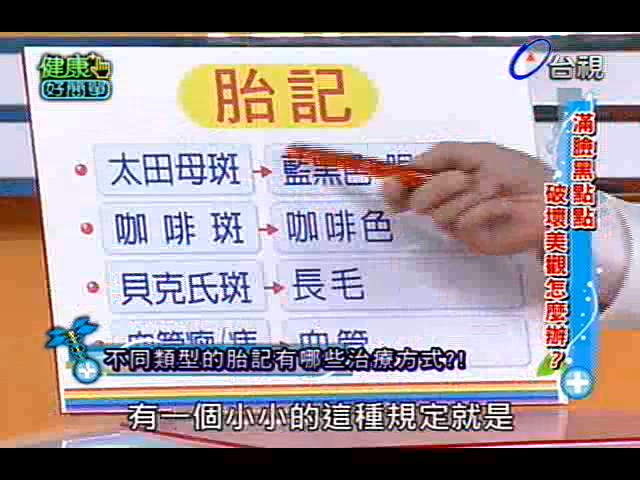 健康
好簡單
台視
胎記
太田母斑 → 藍黑色
咖啡斑 → 咖啡色
貝克氏斑 → 長毛
血管
滿臉黑點點
破壞美觀怎麼辦?
不同類型的胎記有哪些治療方式?!
有一個小小的這種規定就是